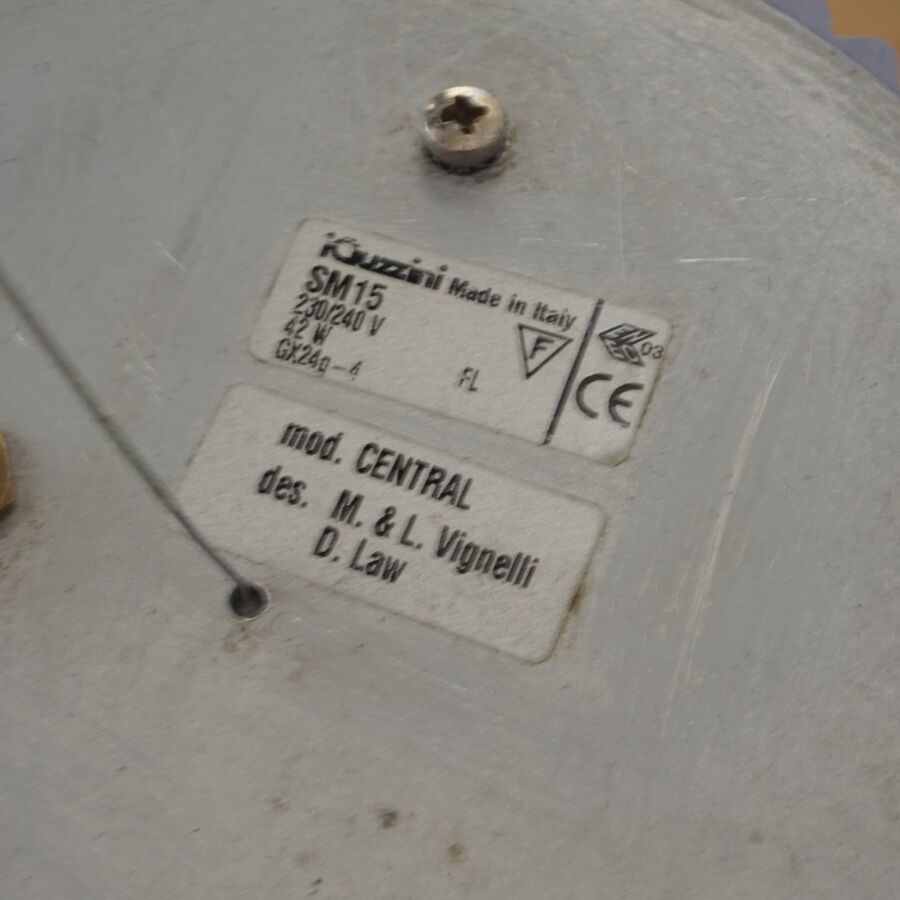 iGuzzini Made in Italy
SM15
230/240 V
42 W
GX24q-4
FL
F
03
CE
mod. CENTRAL
des. M. & L. Vignelli
D. Law